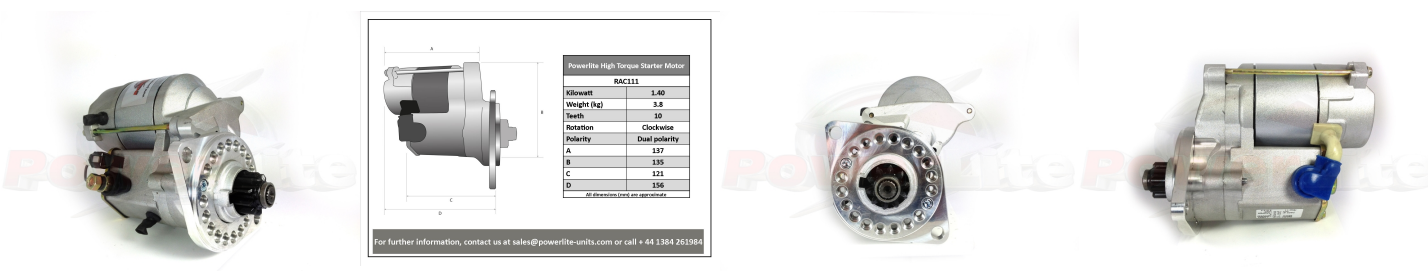 Powerlite
A
B
C
D
Powerlite High Torque Starter Motor
RAC111
Kilowatt 1.40
Weight (kg) 3.8
Teeth 10
Rotation Clockwise
Polarity Dual polarity
A 137
B 135
C 121
D 156
All dimensions (mm) are approximate
For further information, contact us at sales@powerlite-units.com or call + 44 1384 261984
Powerlite